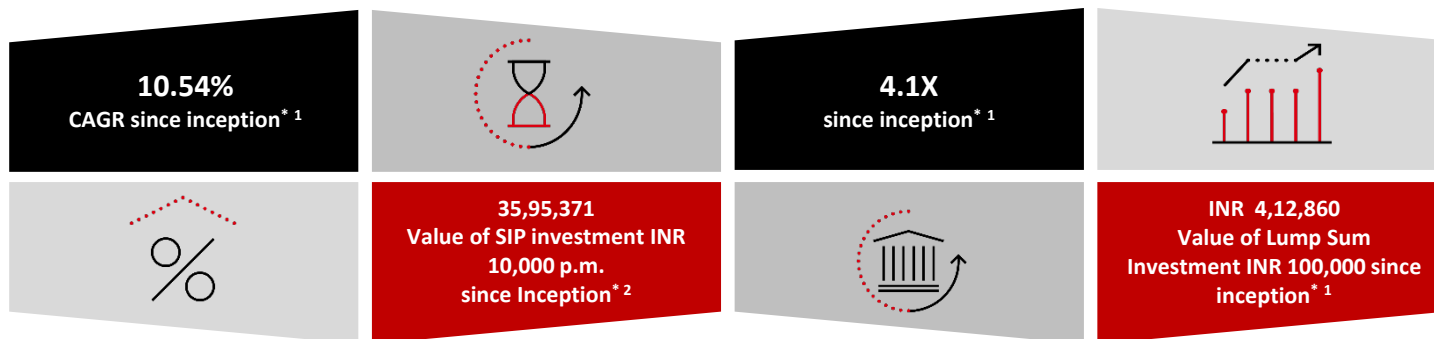 10.54%
CAGR since inception* 1
4.1X
since inception* 1
35,95,371
Value of SIP investment INR
10,000 p.m.
since Inception* 2
INR 4,12,860
Value of Lump Sum
Investment INR 100,000 since
inception* 1